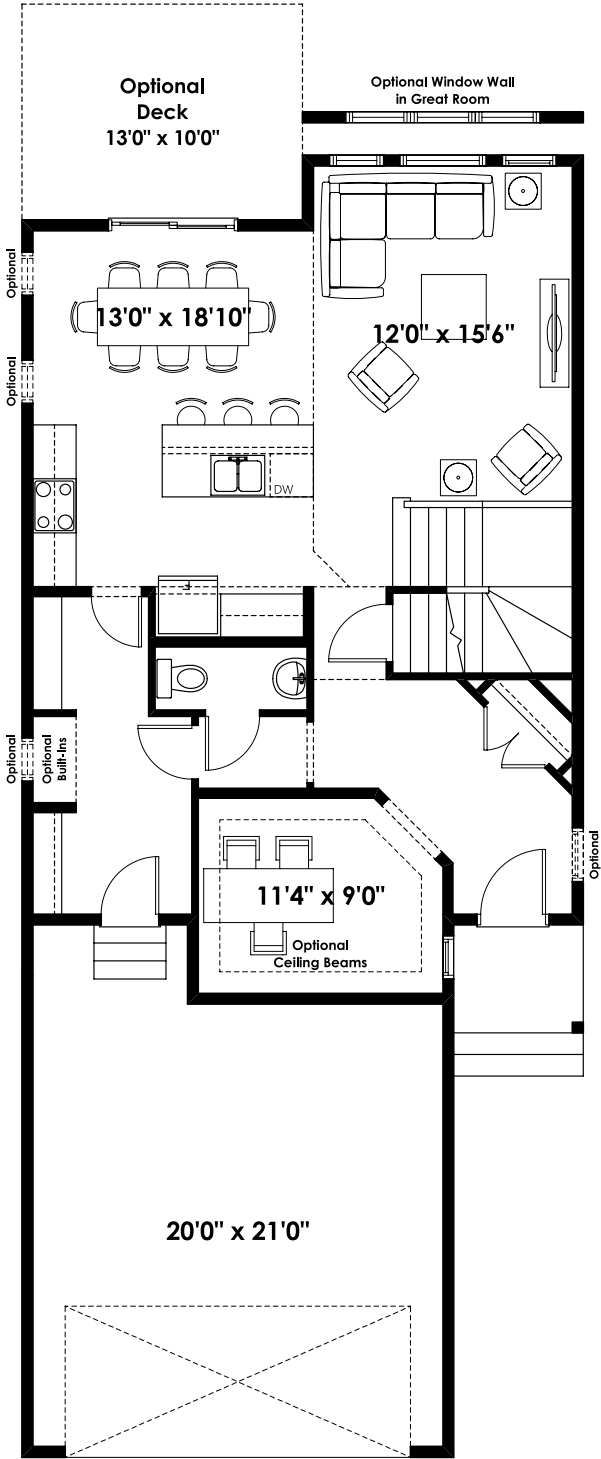 Optional
Deck
13'0" x 10'0"
Optional Window Wall
in Great Room
Optional
13'0" x 18'10"
12'0" x 15'6"
Optional
DW
Optional
Optional
Built-Ins
Optional
11'4" x 9'0"
Optional
Ceiling Beams
20'0" x 21'0"